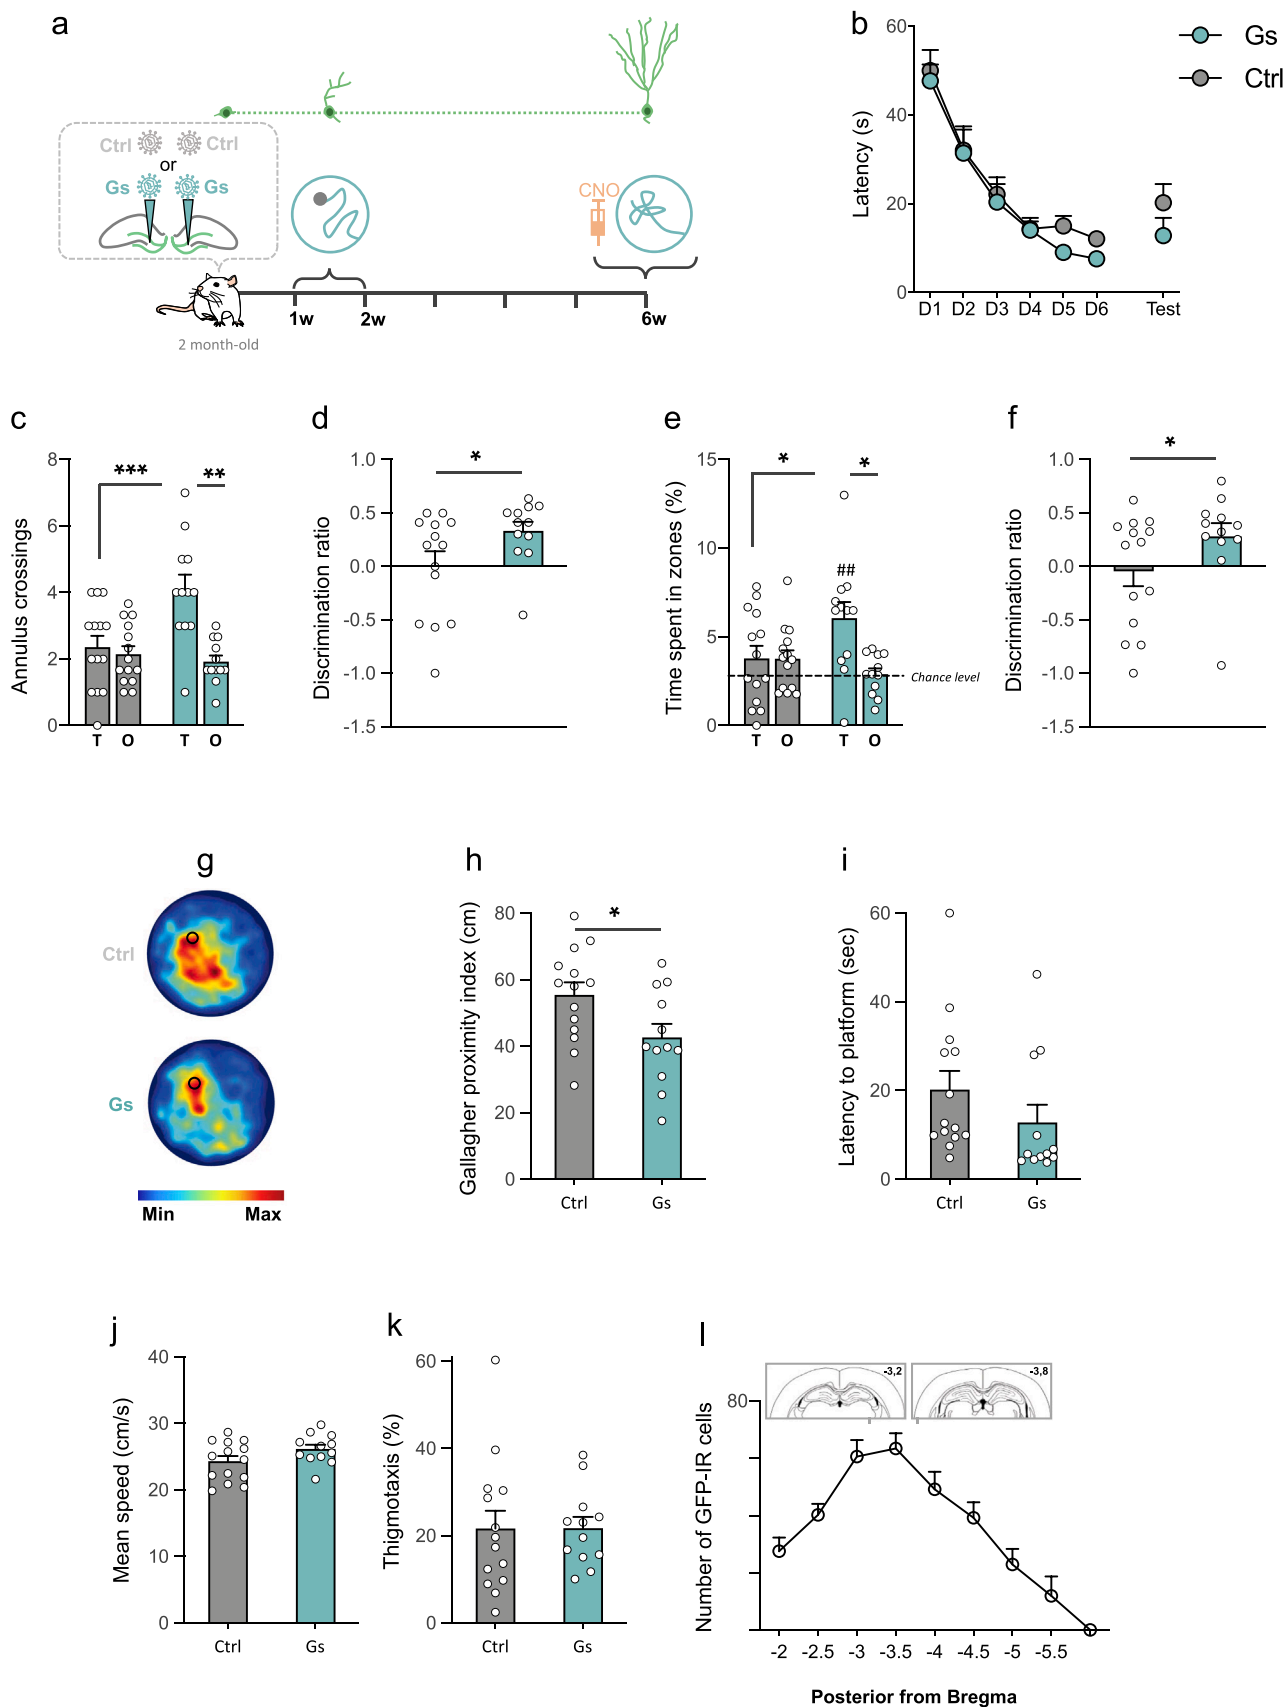 a
Ctrl Ctrl
or
Gs Gs
CNO
1w 2w 6w
2 month-old
b
Gs
Ctrl
Latency (s)
60
40
20
0
D1 D2 D3 D4 D5 D6 Test
c
Annulus crossings
8
6
4
2
0
*** **
T O T O
d
Discrimination ratio
1.0
0.5
0.0
-0.5
-1.0
-1.5
*
e
Time spent in zones (%)
15
10
5
0
* *
##
Chance level
T O T O
f
Discrimination ratio
1.0
0.5
0.0
-0.5
-1.0
-1.5
*
g
Ctrl
Gs
Min Max
h
Gallagher proximity index (cm)
80
60
40
20
0
*
Ctrl Gs
i
Latency to platform (sec)
60
40
20
0
Ctrl Gs
j
Mean speed (cm/s)
40
30
20
10
0
Ctrl Gs
k
Thigmotaxis (%)
60
40
20
0
Ctrl Gs
l
-3,2 -3,8
Number of GFP-IR cells
80
-2 -2.5 -3 -3.5 -4 -4.5 -5 -5.5
Posterior from Bregma